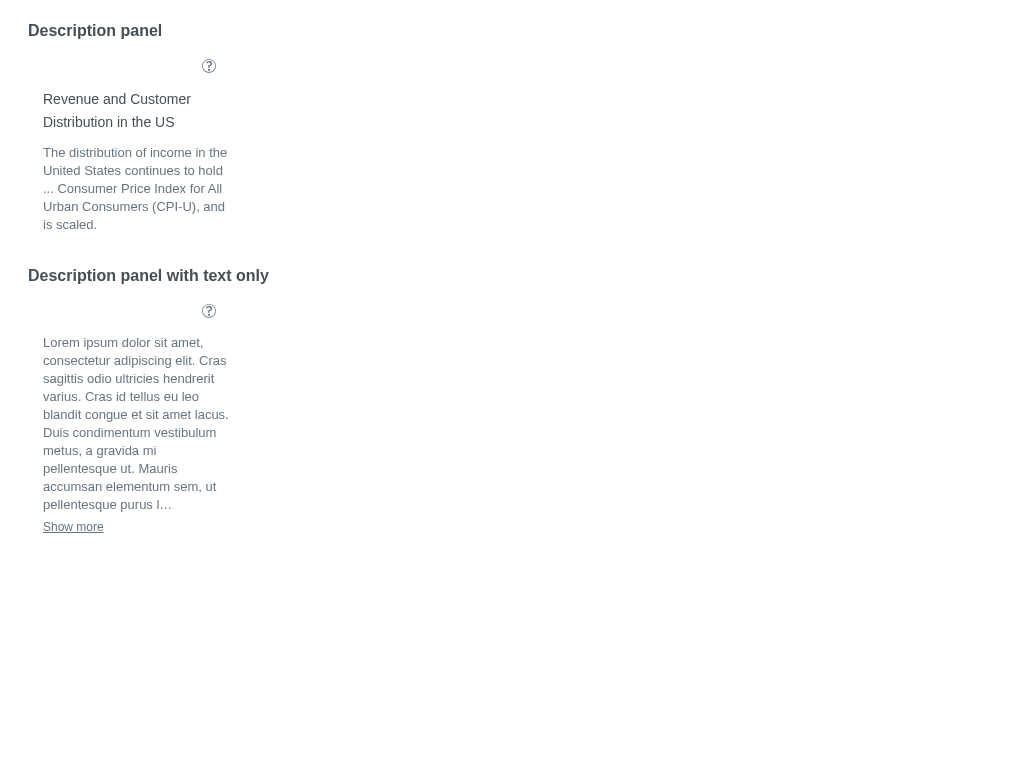 Description panel
?
Revenue and Customer
Distribution in the US
The distribution of income in the
United States continues to hold
... Consumer Price Index for All
Urban Consumers (CPI-U), and
is scaled.
Description panel with text only
?
Lorem ipsum dolor sit amet,
consectetur adipiscing elit. Cras
sagittis odio ultricies hendrerit
varius. Cras id tellus eu leo
blandit congue et sit amet lacus.
Duis condimentum vestibulum
metus, a gravida mi
pellentesque ut. Mauris
accumsan elementum sem, ut
pellentesque purus l…
Show more